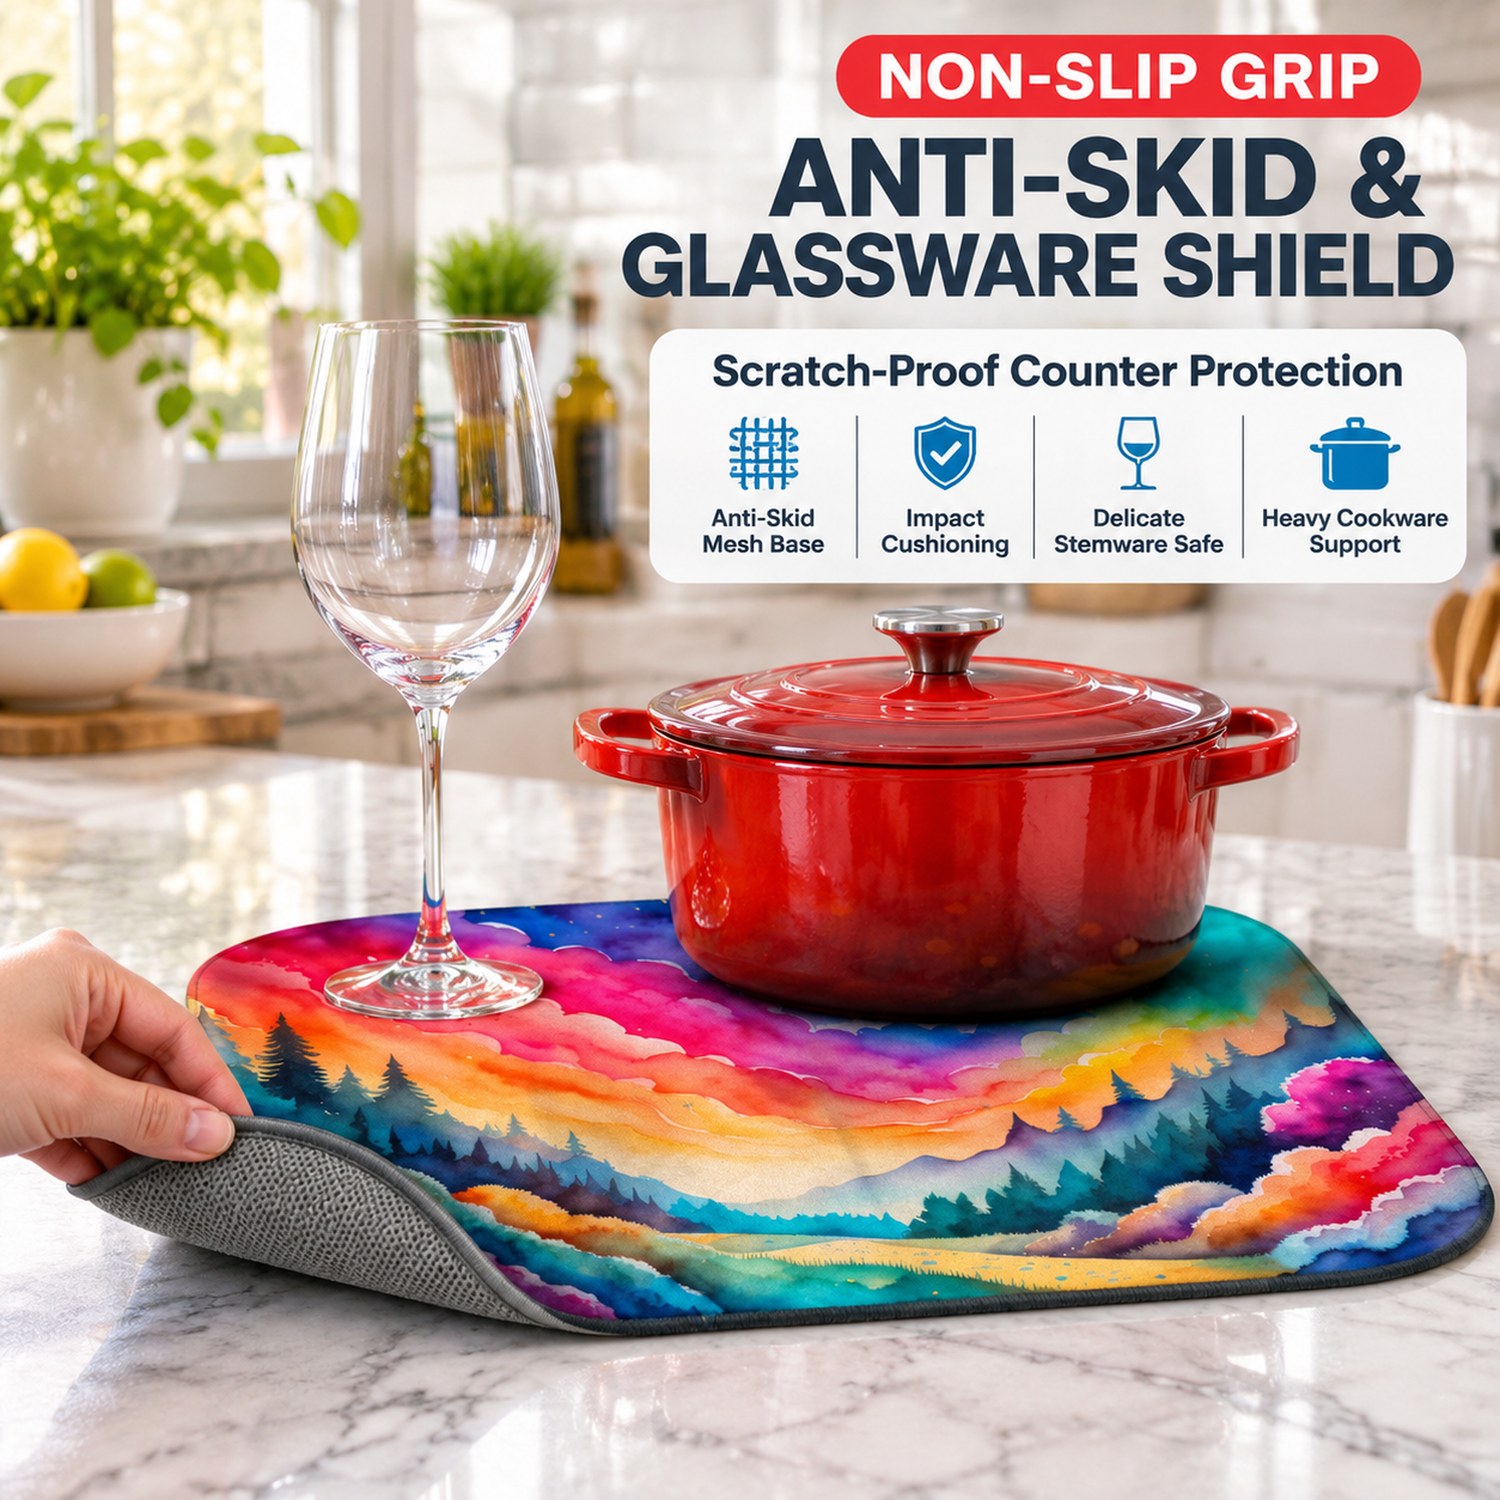 NON-SLIP GRIP
ANTI-SKID &
GLASSWARE SHIELD
Scratch-Proof Counter Protection
Anti-Skid
Mesh Base
Impact
Cushioning
Delicate
Stemware Safe
Heavy Cookware
Support